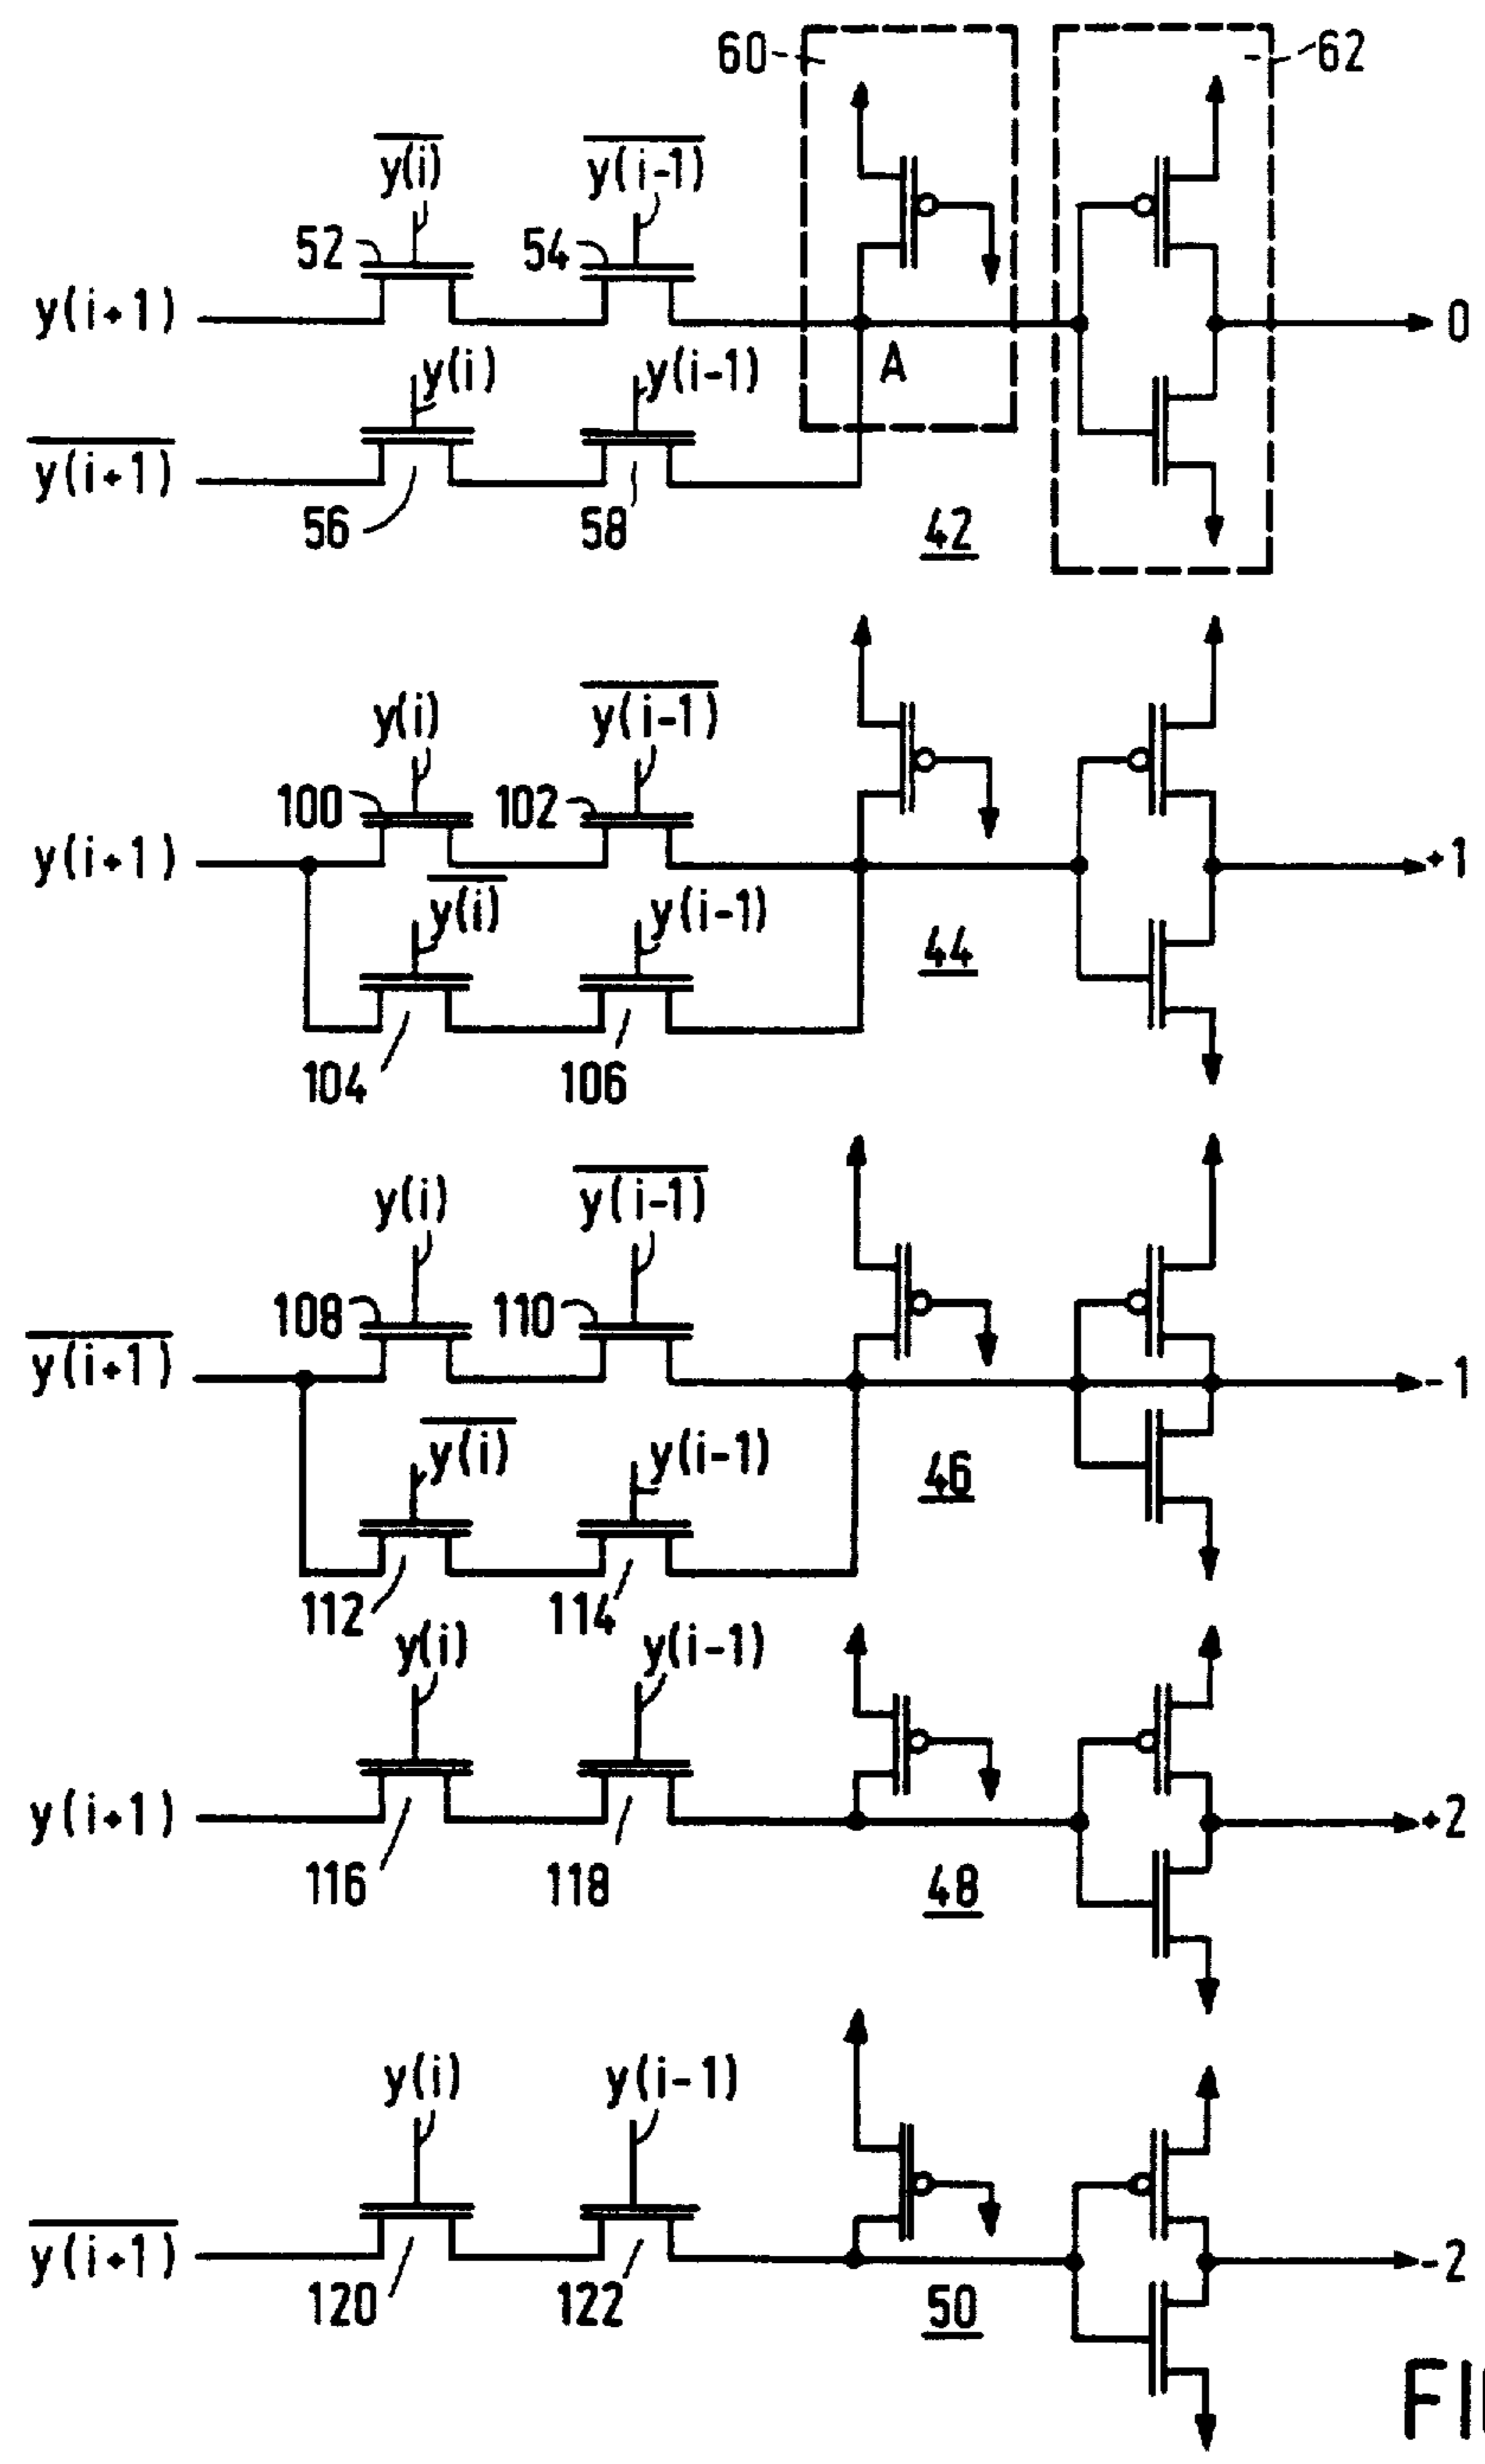 60 62
y(i) y(i-1)
52 54
y(i+1) 0
A
y(i) y(i-1)
y(i+1)
56 58 42
y(i) y(i-1)
100 102
y(i+1) +1
y(i) y(i-1)
44
104 106
y(i) y(i-1)
108 110
y(i+1) -1
y(i) y(i-1)
46
112 114
y(i) y(i-1)
y(i+1) +2
116 118 48
y(i) y(i-1)
y(i+1) -2
120 122 50